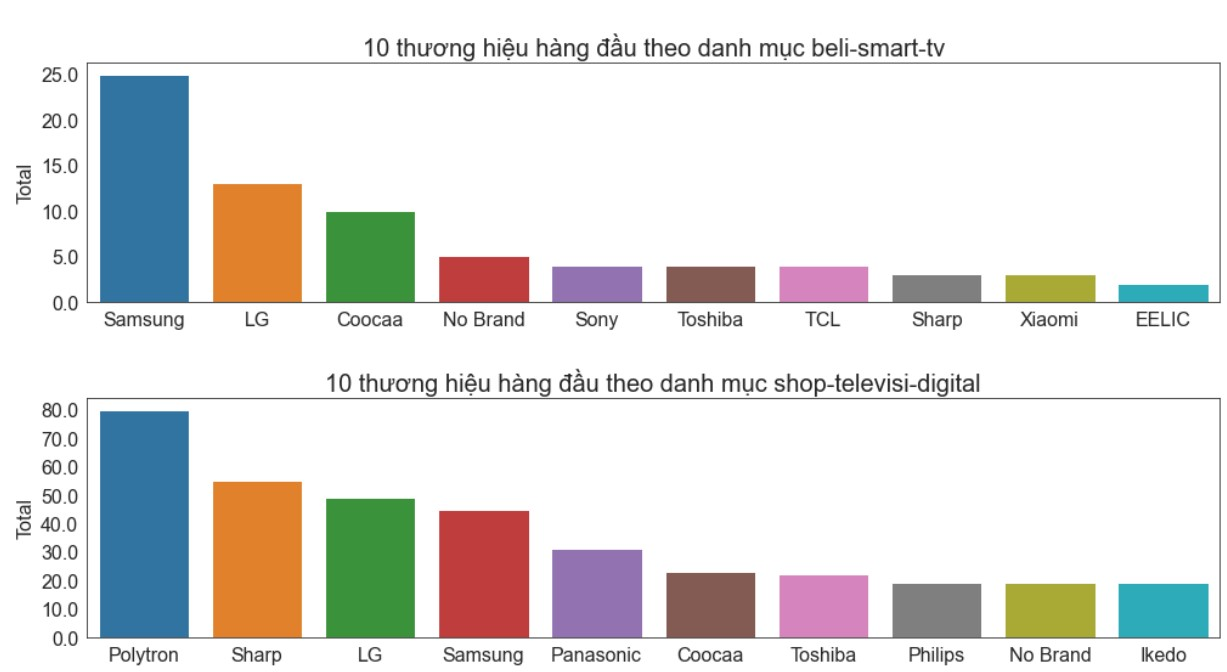 10 thương hiệu hàng đầu theo danh mục beli-smart-tv
25.0
20.0
15.0
10.0
5.0
0.0
Total
Samsung LG Coocaa No Brand Sony Toshiba TCL Sharp Xiaomi EELIC
10 thương hiệu hàng đầu theo danh mục shop-televisi-digital
80.0
70.0
60.0
50.0
40.0
30.0
20.0
10.0
0.0
Total
Polytron Sharp LG Samsung Panasonic Coocaa Toshiba Philips No Brand Ikedo